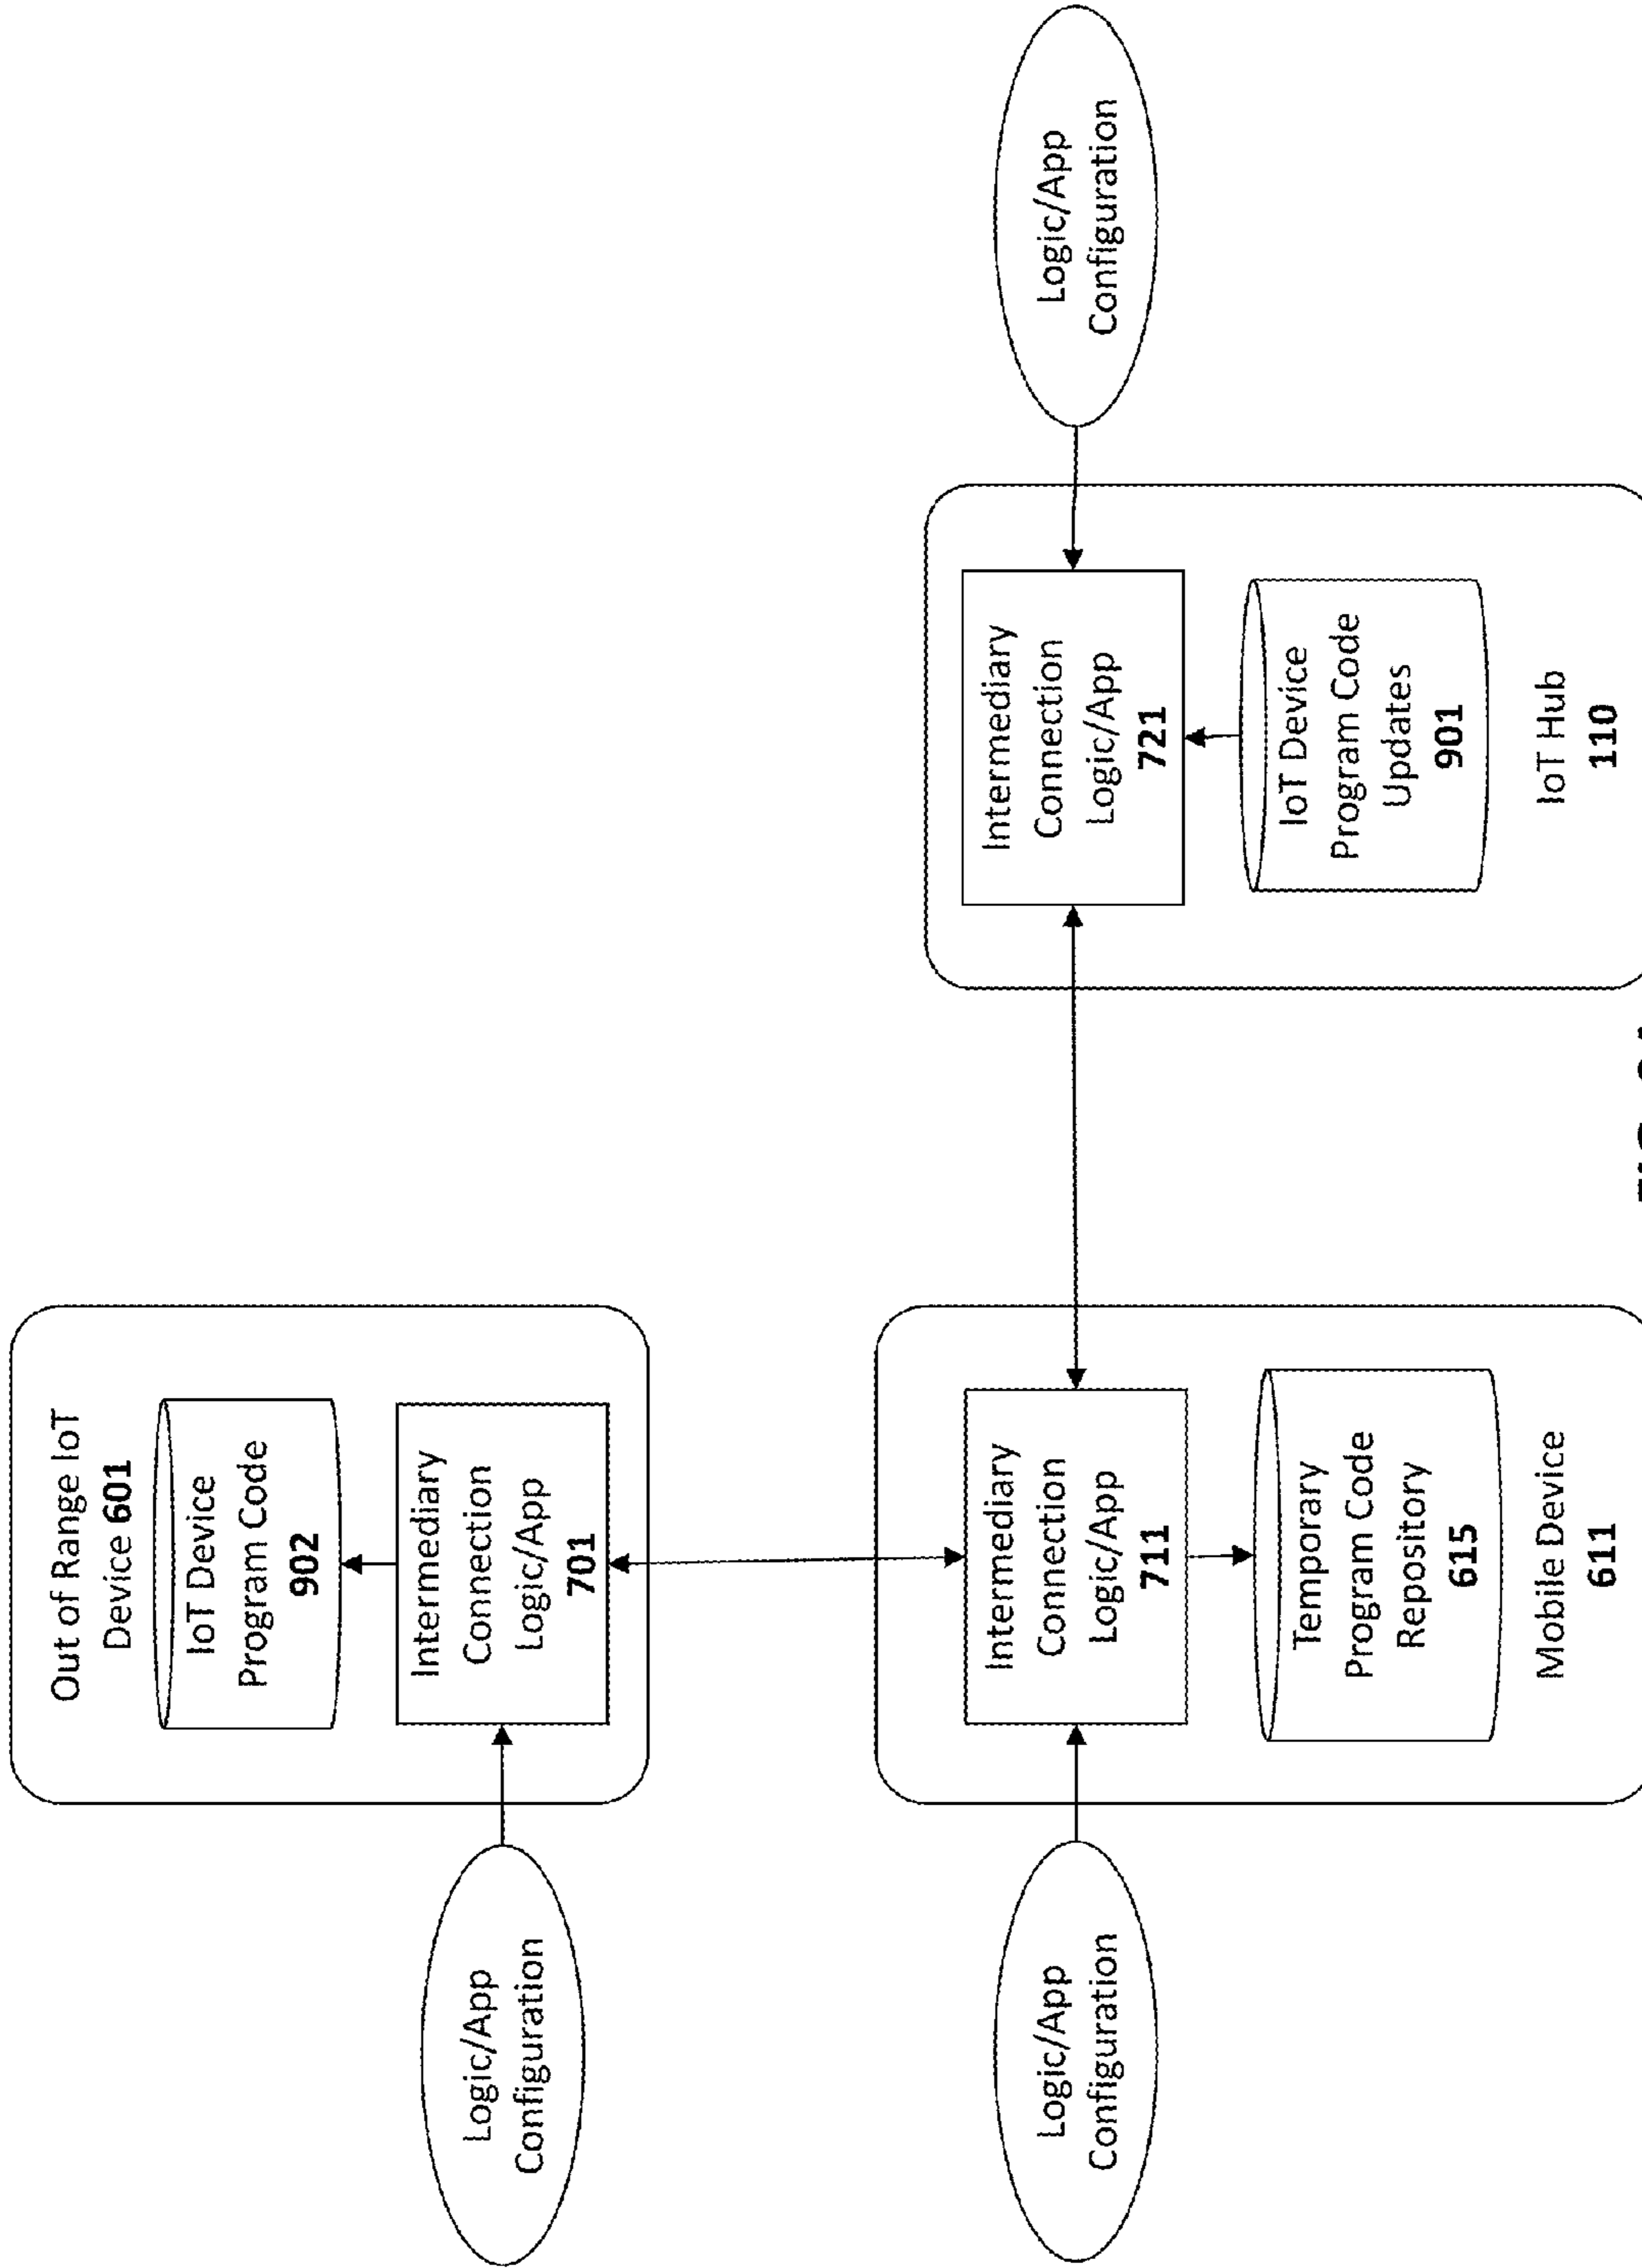 Out of Range IoT
Device 601
IoT Device
Program Code
902
Intermediary
Connection
Logic/App
701
Logic/App
Configuration
Logic/App
Configuration
Intermediary
Connection
Logic/App
711
Temporary
Program Code
Repository
615
Mobile Device
611
Intermediary
Connection
Logic/App
721
IoT Device
Program Code
Updates
901
IoT Hub
110
Logic/App
Configuration